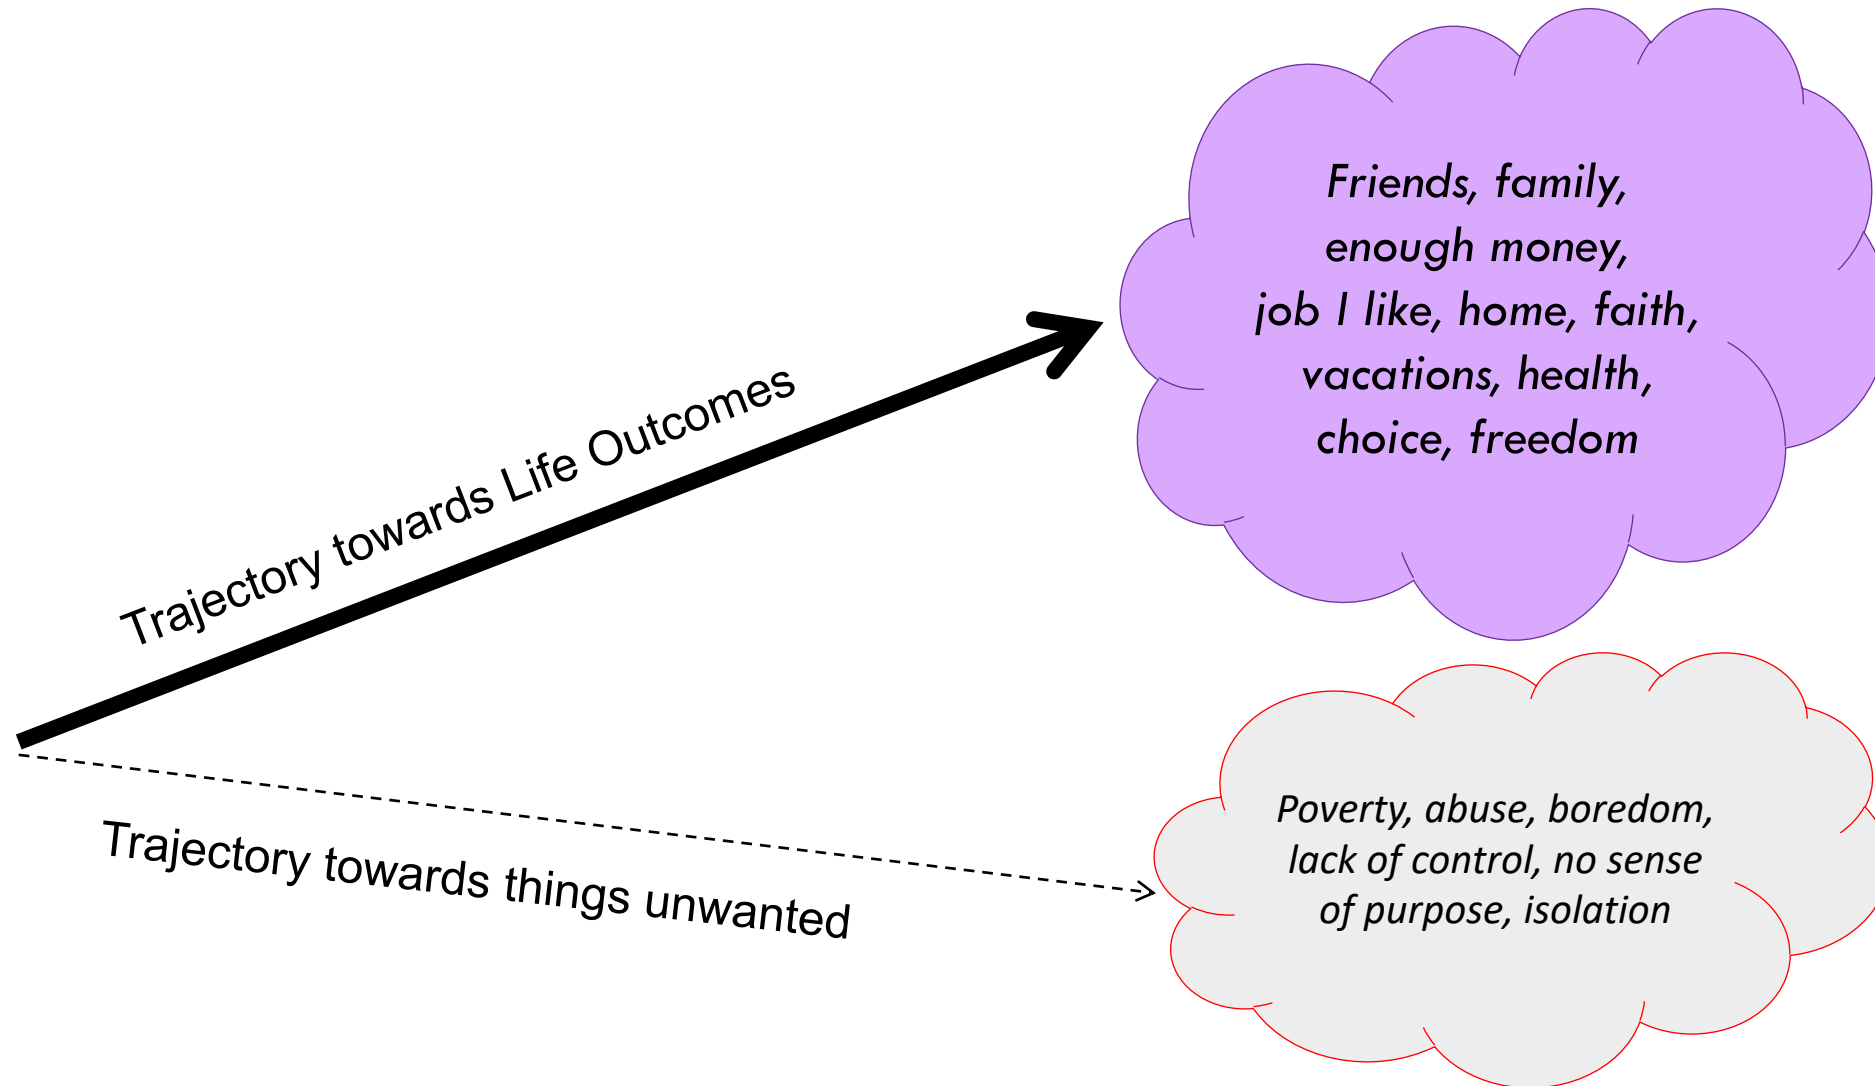 Friends, family,
enough money,
job I like, home, faith,
vacations, health,
choice, freedom
Trajectory towards Life Outcomes
Trajectory towards things unwanted
Poverty, abuse, boredom,
lack of control, no sense
of purpose, isolation